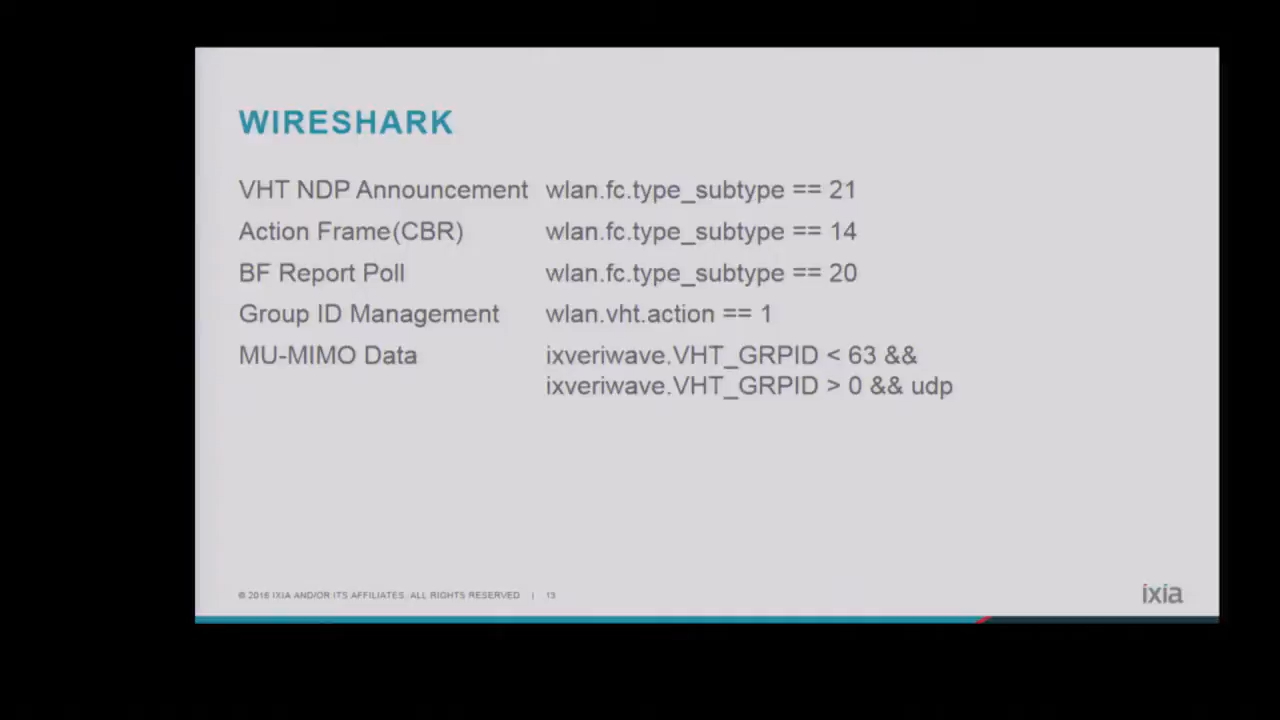 WIRESHARK
VHT NDP Announcement wlan.fc.type_subtype == 21
Action Frame(CBR) wlan.fc.type_subtype == 14
BF Report Poll wlan.fc.type_subtype == 20
Group ID Management wlan.vht.action == 1
MU-MIMO Data ixveriwave.VHT_GRPID < 63 &&
ixveriwave.VHT_GRPID > 0 && udp
© 2016 IXIA AND/OR ITS AFFILIATES. ALL RIGHTS RESERVED | 13
ixia